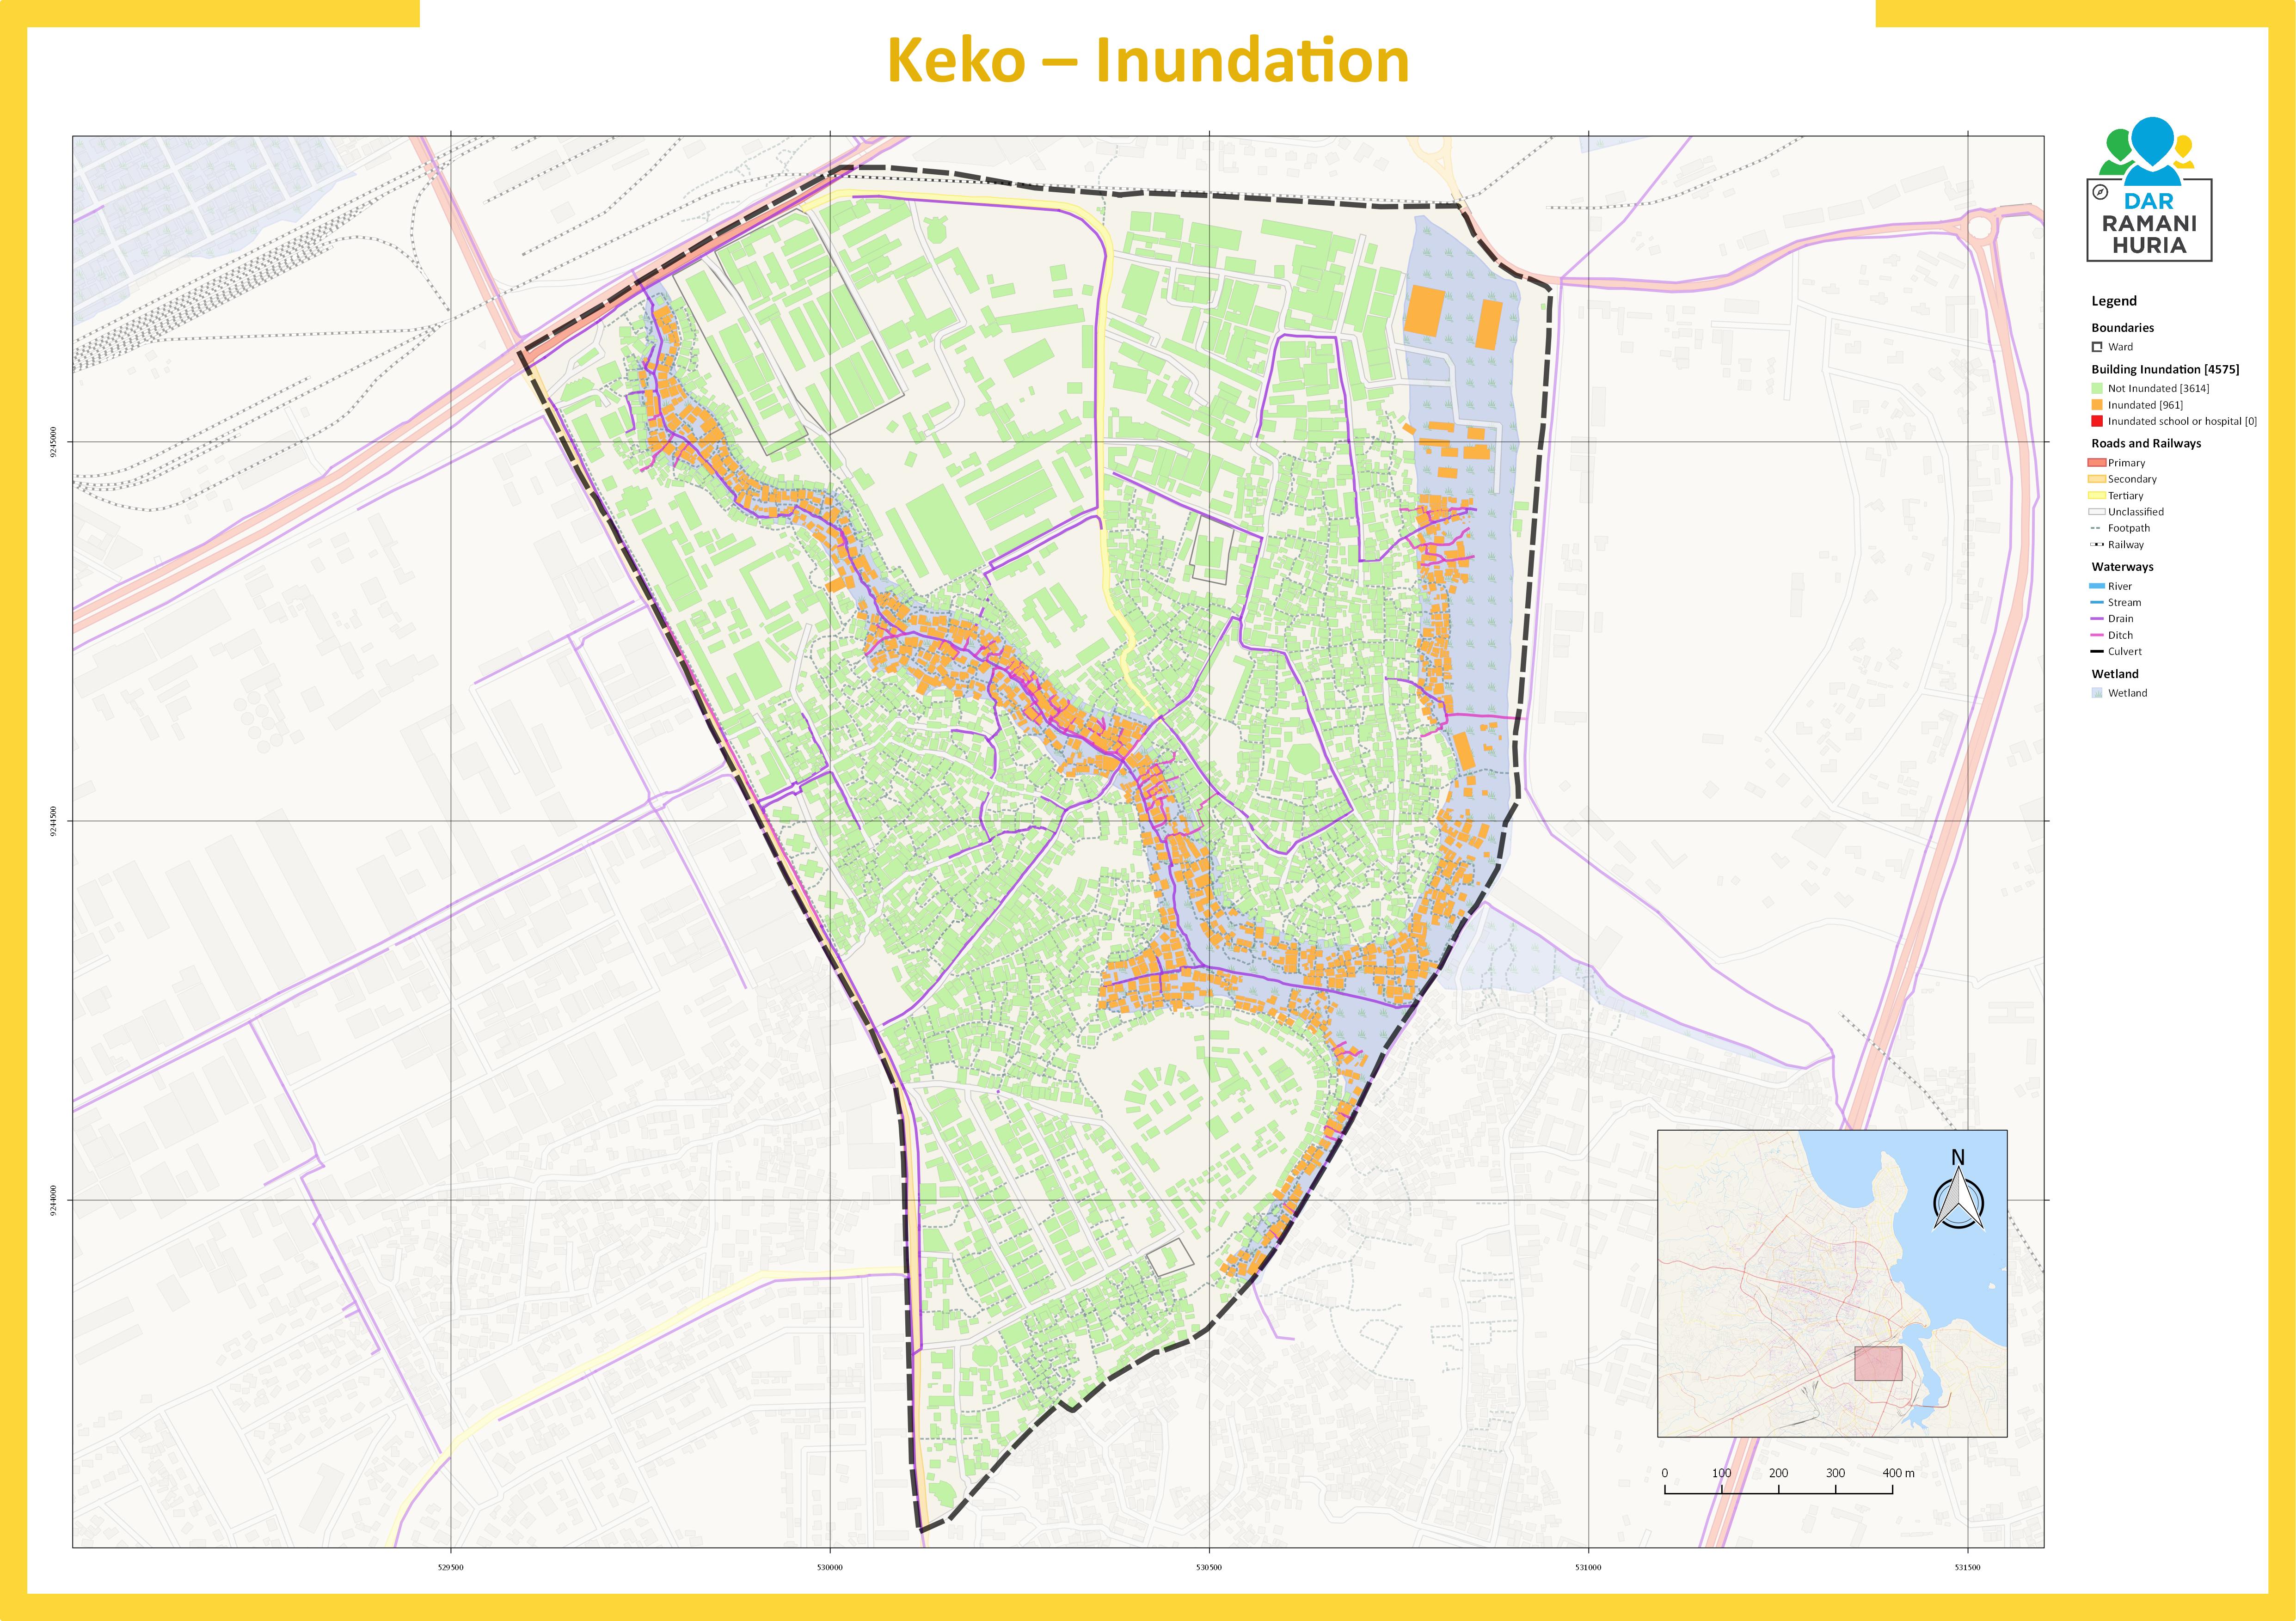 Keko – Inundation
DAR
RAMANI
HURIA
Legend
Boundaries
Ward
Building Inundation [4575]
Not Inundated [3614]
Inundated [961]
Inundated school or hospital [0]
Roads and Railways
Primary
Secondary
Tertiary
Unclassified
Footpath
Railway
Waterways
River
Stream
Drain
Ditch
Culvert
Wetland
Wetland
9245000
9244500
9244000
N
0 100 200 300 400 m
529500 530000 530500 531000 531500